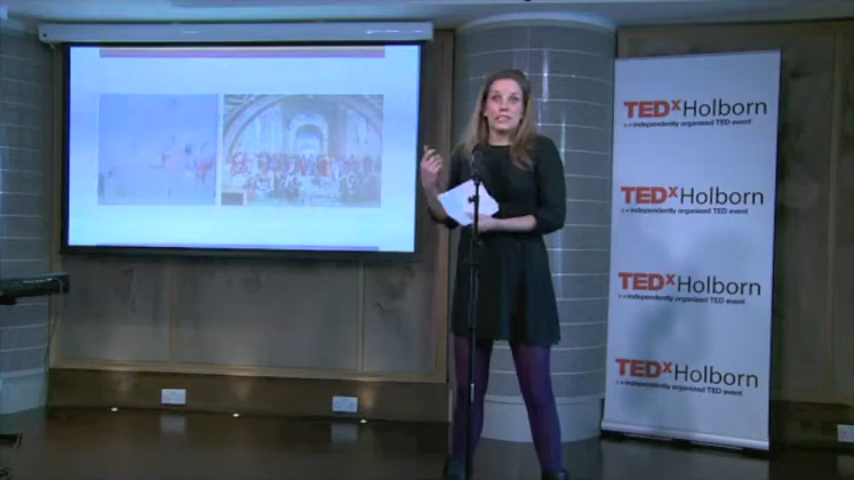 TEDxHolborn
x = independently organized TED event
TEDxHolborn
x = independently organized TED event
TEDxHolborn
x = independently organized TED event
TEDxHolborn
x = independently organized TED event